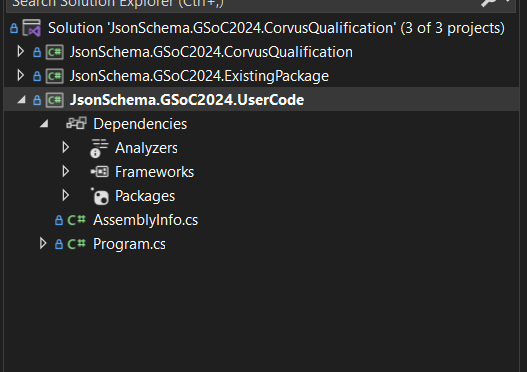 Search Solution Explorer (Ctrl+;)
Solution 'JsonSchema.GSoC2024.CorvusQualification' (3 of 3 projects)
C# JsonSchema.GSoC2024.CorvusQualification
C# JsonSchema.GSoC2024.ExistingPackage
C# JsonSchema.GSoC2024.UserCode
Dependencies
Analyzers
Frameworks
Packages
C# AssemblyInfo.cs
C# Program.cs